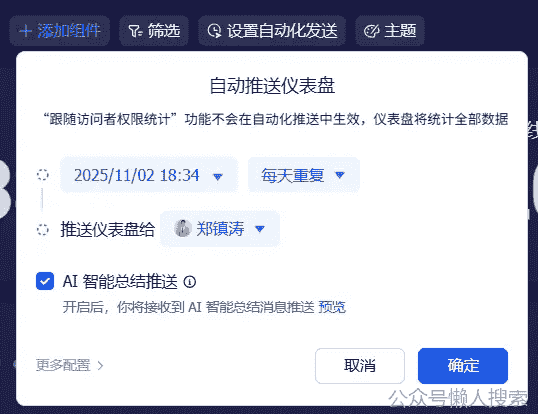 添加组件 筛选 设置自动化发送 主题
自动推送仪表盘
“跟随访问者权限统计”功能不会在自动化推送中生效，仪表盘将统计全部数据
2025/11/02 18:34 每天重复
推送仪表盘给 郑镇涛
AI 智能总结推送
开启后，你将接收到 AI 智能总结消息推送 预览
更多配置
取消 确定
公众号懒人搜索